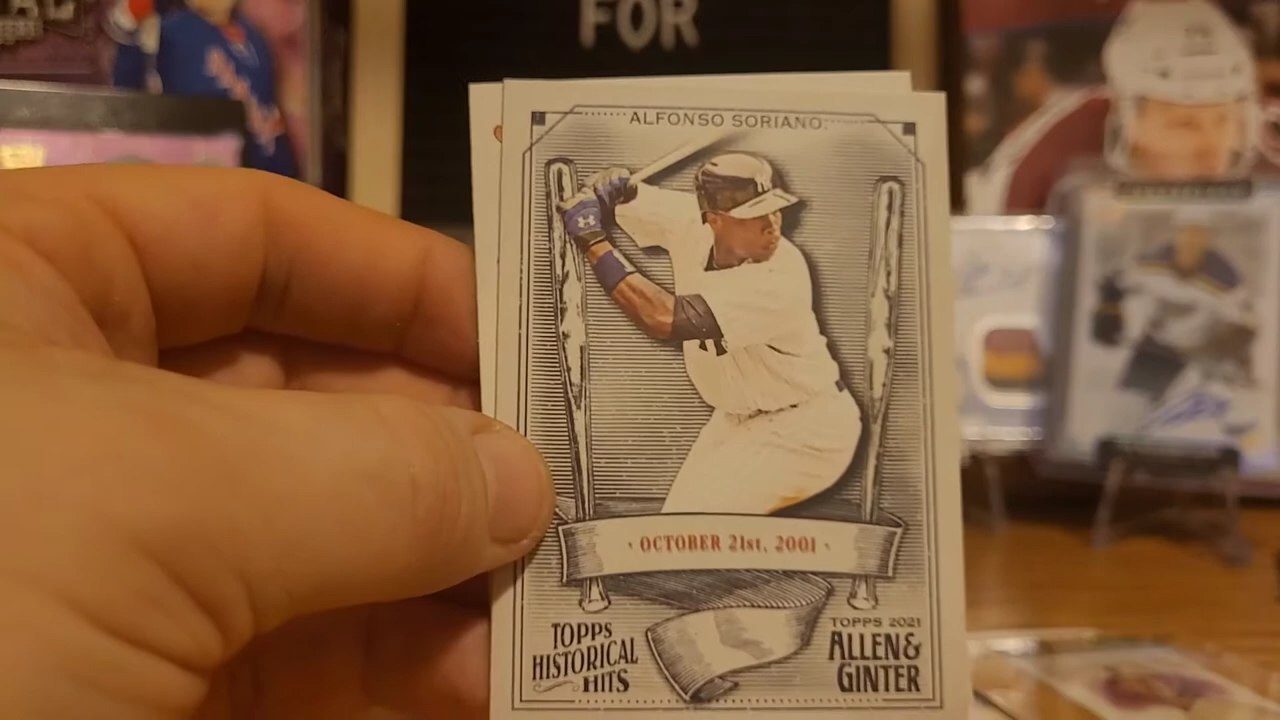 FOR
ALFONSO SORIANO
· OCTOBER 21st, 2001 ·
TOPPS
HISTORICAL
HITS
TOPPS 2021
ALLEN &
GINTER